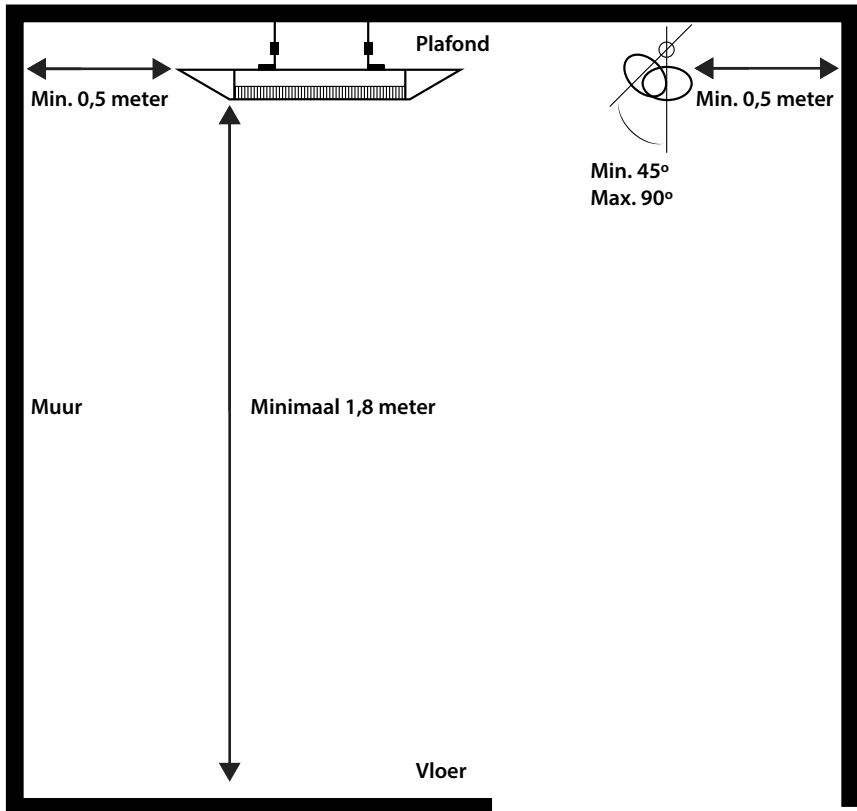 Plafond
Min. 0,5 meter
Min. 0,5 meter
Min. 45º
Max. 90º
Muur
Minimaal 1,8 meter
Vloer